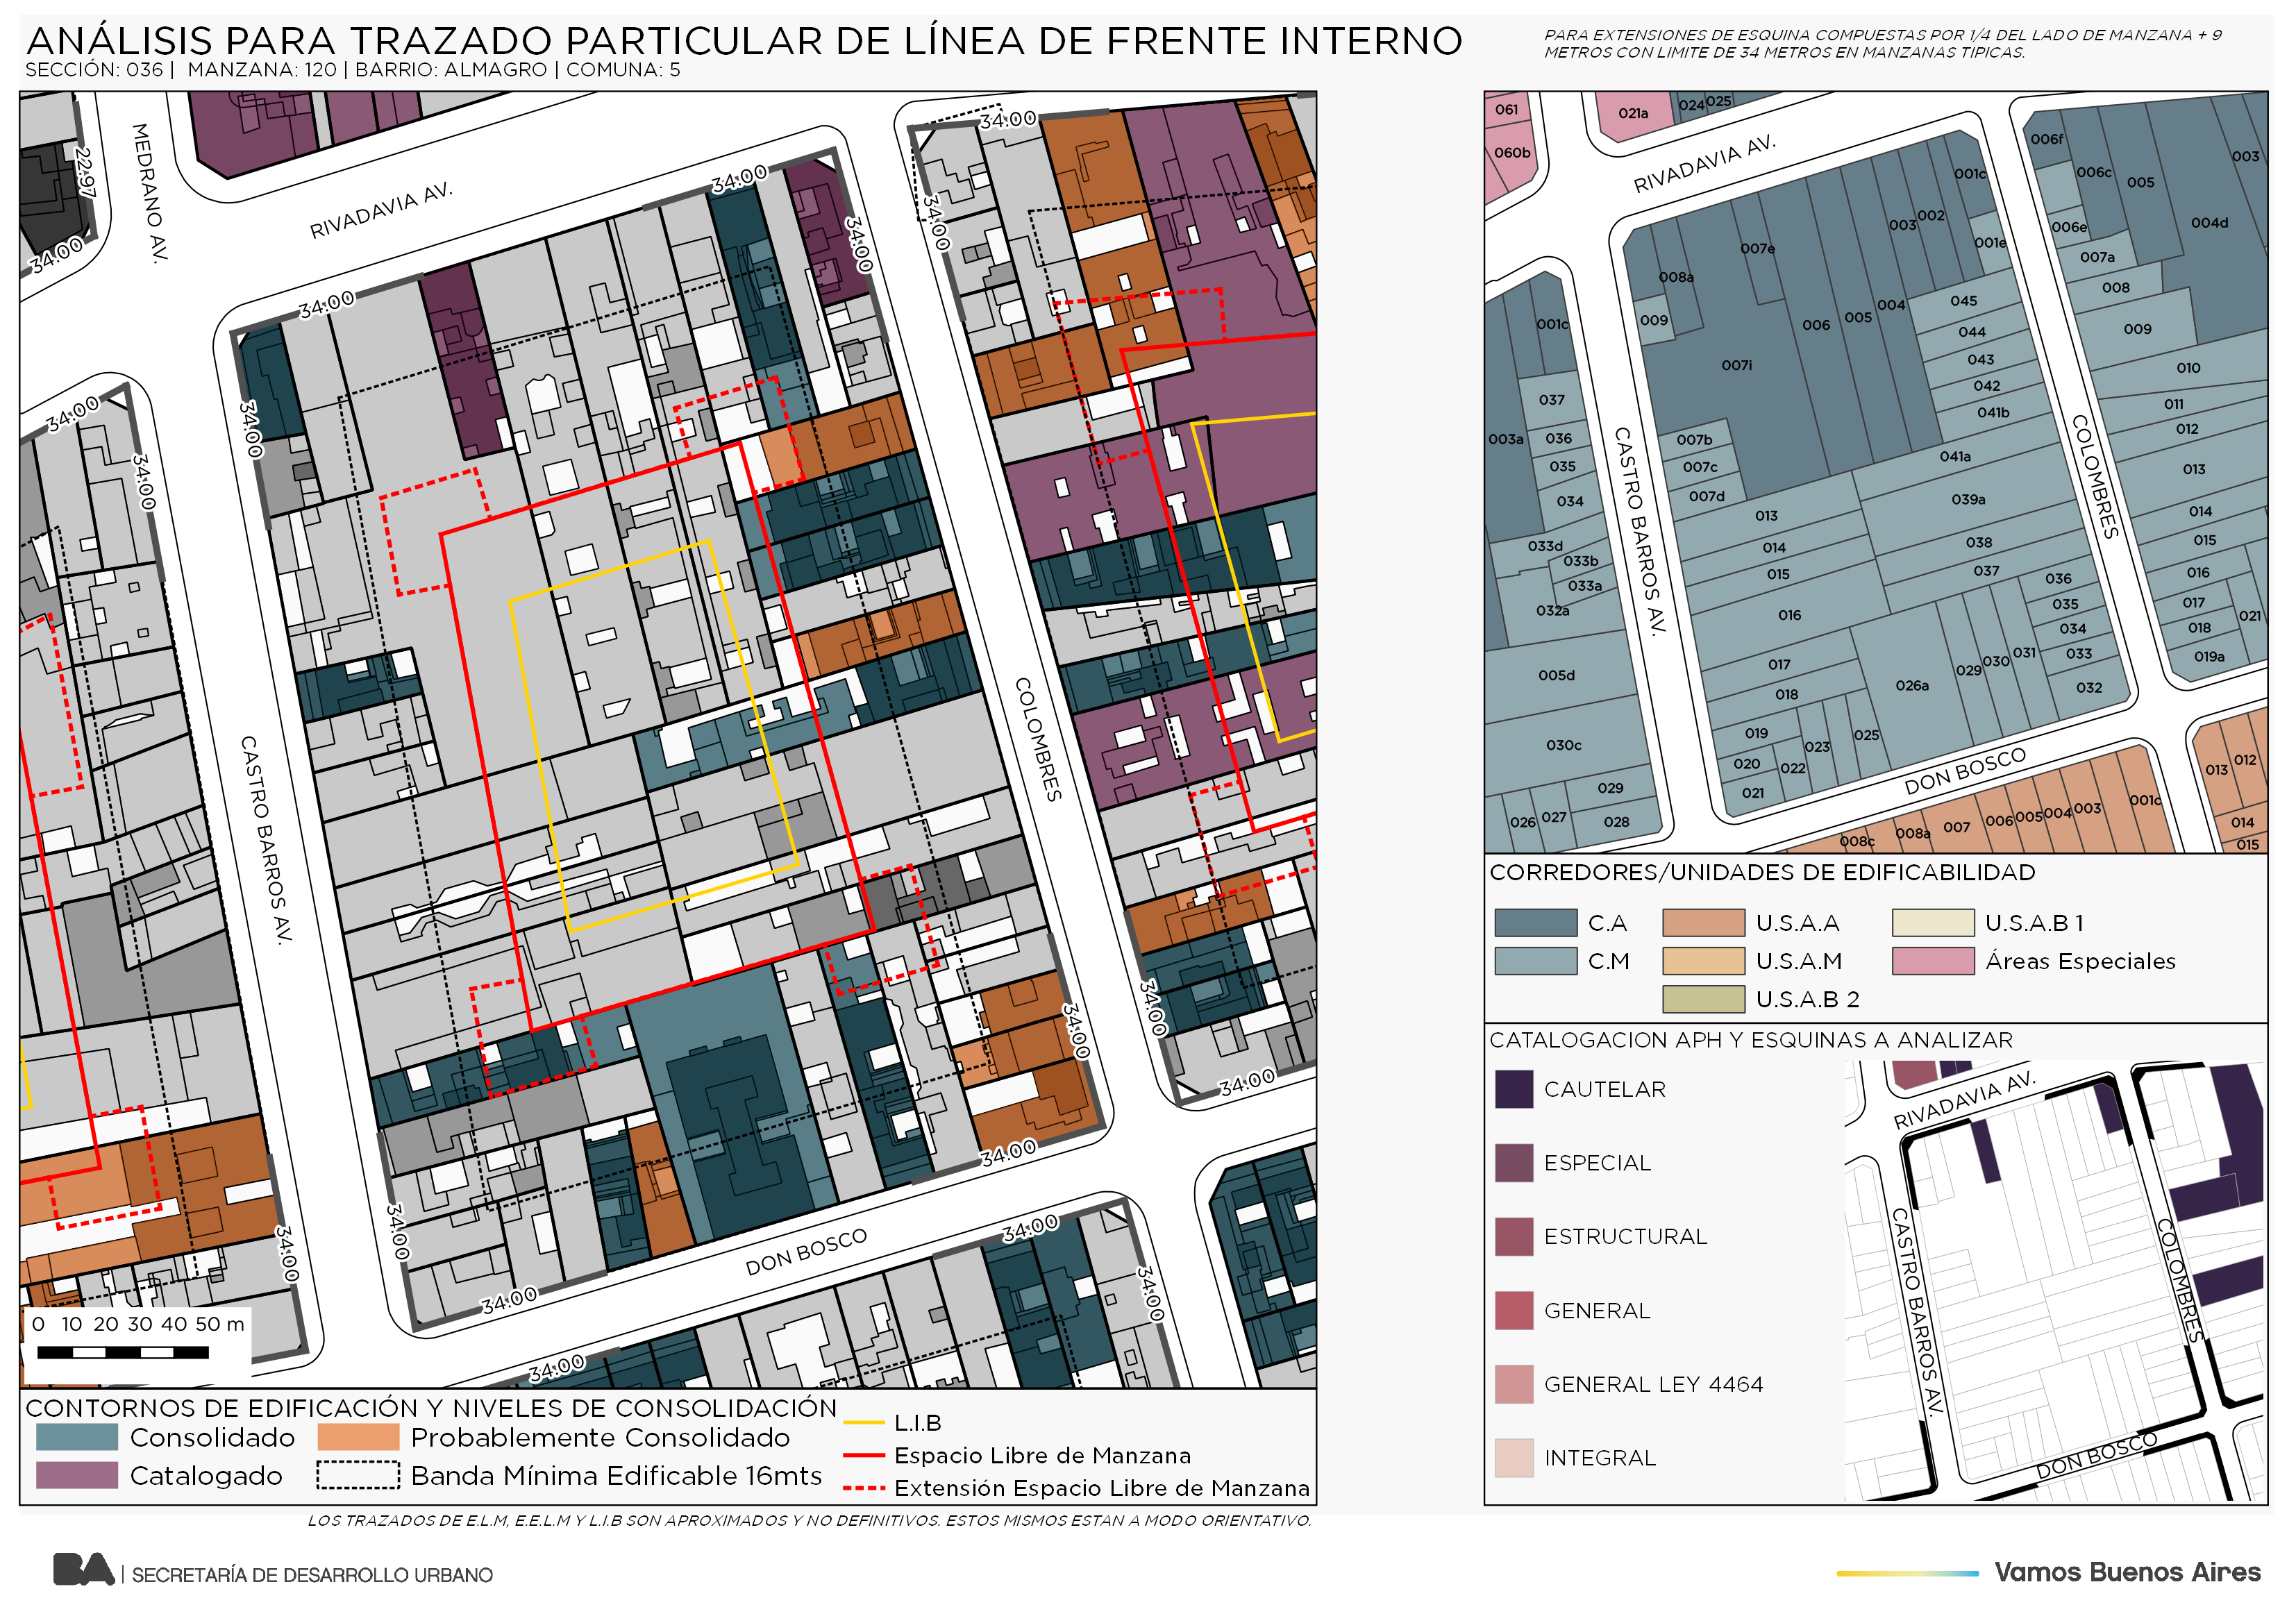 ANÁLISIS PARA TRAZADO PARTICULAR DE LÍNEA DE FRENTE INTERNO
SECCIÓN: 036 | MANZANA: 120 | BARRIO: ALMAGRO | COMUNA: 5
PARA EXTENSIONES DE ESQUINA COMPUESTAS POR 1/4 DEL LADO DE MANZANA + 9
METROS CON LIMITE DE 34 METROS EN MANZANAS TIPICAS.
MEDRANO AV.
22.97
34.00
RIVADAVIA AV.
34.00
34.00
34.00
34.00
34.00
34.00
34.00
34.00
CASTRO BARROS AV.
COLOMBRES
34.00
34.00
34.00
34.00
34.00
34.00
34.00
DON BOSCO
34.00
34.00
34.00
0 10 20 30 40 50 m
CONTORNOS DE EDIFICACIÓN Y NIVELES DE CONSOLIDACIÓN
Consolidado
Probablemente Consolidado
Catalogado
Banda Mínima Edificable 16mts
L.I.B
Espacio Libre de Manzana
Extensión Espacio Libre de Manzana
LOS TRAZADOS DE E.L.M, E.E.L.M Y L.I.B SON APROXIMADOS Y NO DEFINITIVOS. ESTOS MISMOS ESTAN A MODO ORIENTATIVO.
061
060b
021a
024
025
RIVADAVIA AV.
006f
006c
005
003
004d
006e
007a
008
009
010
011
012
013
014
015
016
017
018
021
019a
001c
001e
002
003
004
005
006
007e
008a
009
007i
045
044
043
042
041b
041a
039a
038
037
036
035
034
033
032
031
030
029
026a
007b
007c
007d
013
014
015
016
017
018
019
020
021
022
023
025
001c
003a
037
036
035
034
033d
033b
033a
032a
005d
030c
029
028
027
026
CASTRO BARROS AV.
COLOMBRES
DON BOSCO
008c
008a
007
006
005
004
003
001c
013
012
014
015
CORREDORES/UNIDADES DE EDIFICABILIDAD
C.A
U.S.A.A
U.S.A.B 1
C.M
U.S.A.M
Áreas Especiales
U.S.A.B 2
CATALOGACION APH Y ESQUINAS A ANALIZAR
CAUTELAR
ESPECIAL
ESTRUCTURAL
GENERAL
GENERAL LEY 4464
INTEGRAL
RIVADAVIA AV.
CASTRO BARROS AV.
COLOMBRES
DON BOSCO
BA | SECRETARÍA DE DESARROLLO URBANO
Vamos Buenos Aires